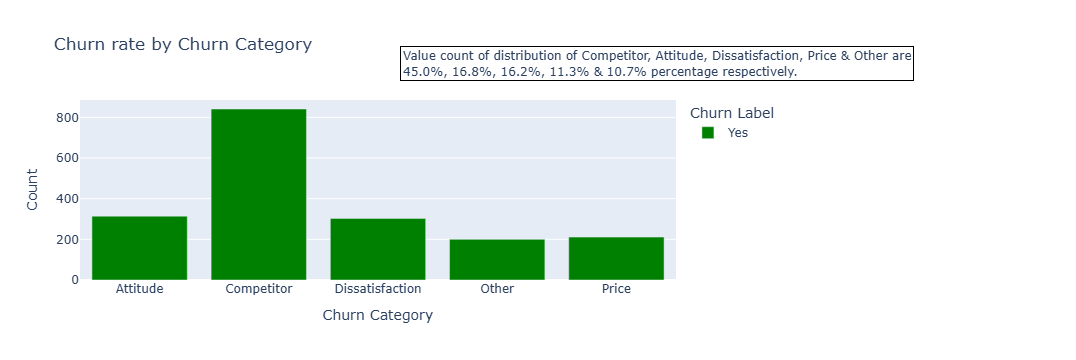 Churn rate by Churn Category
Value count of distribution of Competitor, Attitude, Dissatisfaction, Price & Other are
45.0%, 16.8%, 16.2%, 11.3% & 10.7% percentage respectively.
Churn Label
Yes
Count
800
600
400
200
0
Attitude
Competitor
Dissatisfaction
Other
Price
Churn Category